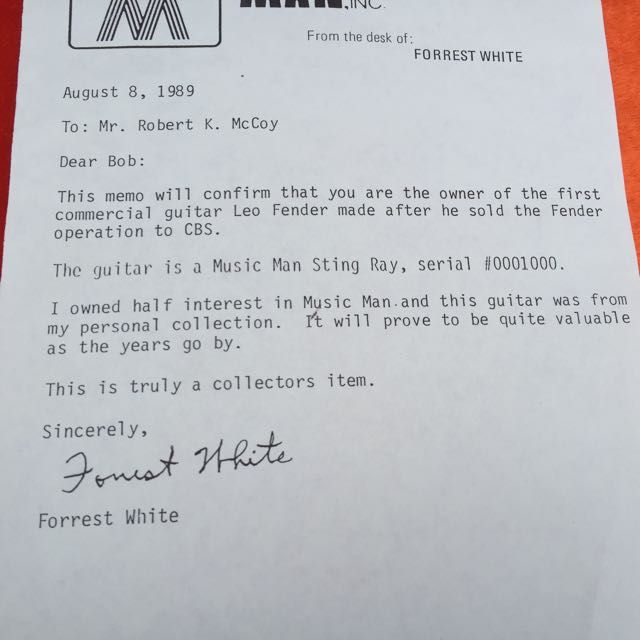 MAN, INC.
From the desk of:
FORREST WHITE
August 8, 1989
To: Mr. Robert K. McCoy
Dear Bob:
This memo will confirm that you are the owner of the first
commercial guitar Leo Fender made after he sold the Fender
operation to CBS.
The guitar is a Music Man Sting Ray, serial #0001000.
I owned half interest in Music Man and this guitar was from
my personal collection.  It will prove to be quite valuable
as the years go by.
This is truly a collectors item.
Sincerely,
Forrest White
Forrest White